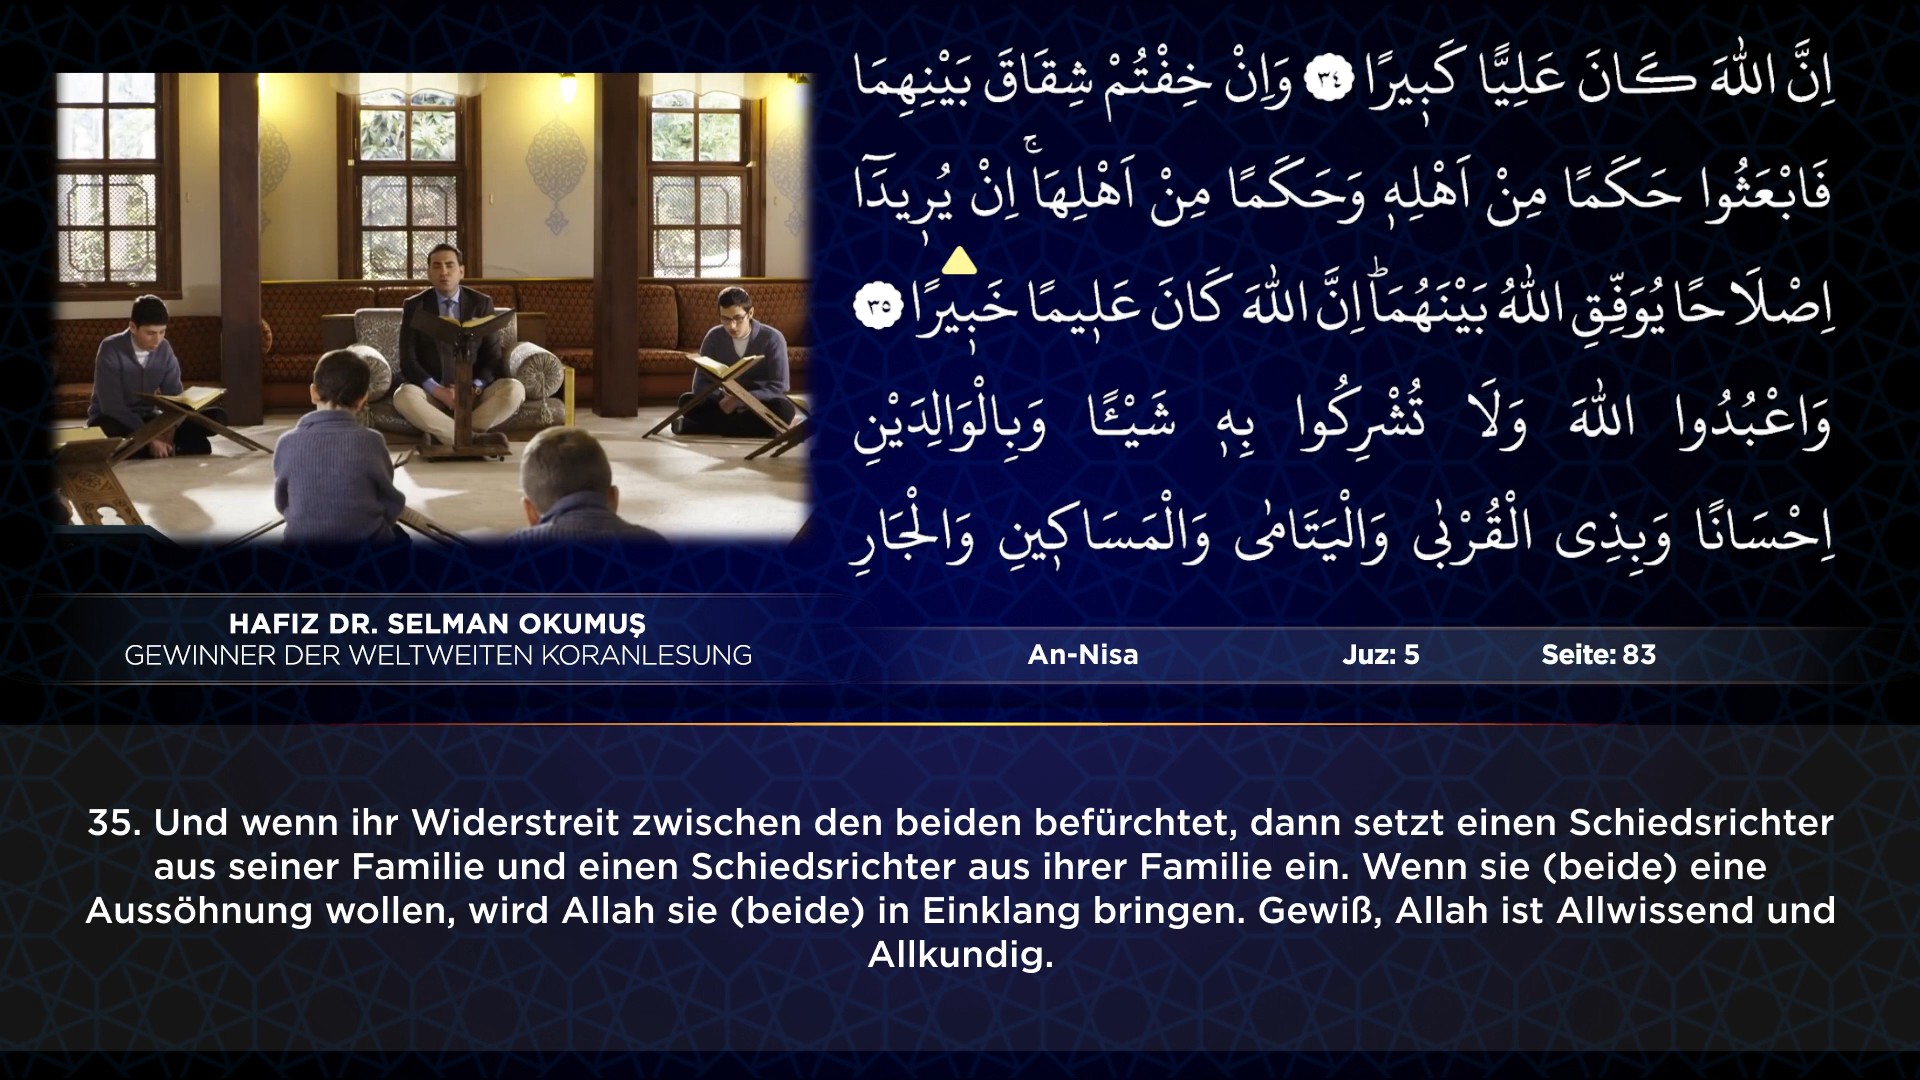 اِنَّ اللّٰهَ كَانَ عَلِيًّا كَبٖيرًا ﴿٣٤﴾ وَاِنْ خِفْتُمْ شِقَاقَ بَيْنِهِمَا
فَابْعَثُوا حَكَمًا مِنْ اَهْلِهٖ وَحَكَمًا مِنْ اَهْلِهَاۚ اِنْ يُرٖيدَٓا
اِصْلَاحًا يُوَفِّقِ اللّٰهُ بَيْنَهُمَاؕ اِنَّ اللّٰهَ كَانَ عَلٖيمًا خَبٖيرًا ﴿٣٥﴾
وَاعْبُدُوا اللّٰهَ وَلَا تُشْرِكُوا بِهٖ شَيْـًٔا وَبِالْوَالِدَيْنِ
اِحْسَانًا وَبِذِى الْقُرْبٰى وَالْيَتَامٰى وَالْمَسَاكٖينِ وَالْجَارِ
HAFIZ DR. SELMAN OKUMUŞ
GEWINNER DER WELTWEITEN KORANLESUNG
An-Nisa Juz: 5 Seite: 83
35. Und wenn ihr Widerstreit zwischen den beiden befürchtet, dann setzt einen Schiedsrichter
aus seiner Familie und einen Schiedsrichter aus ihrer Familie ein. Wenn sie (beide) eine
Aussöhnung wollen, wird Allah sie (beide) in Einklang bringen. Gewiß, Allah ist Allwissend und
Allkundig.